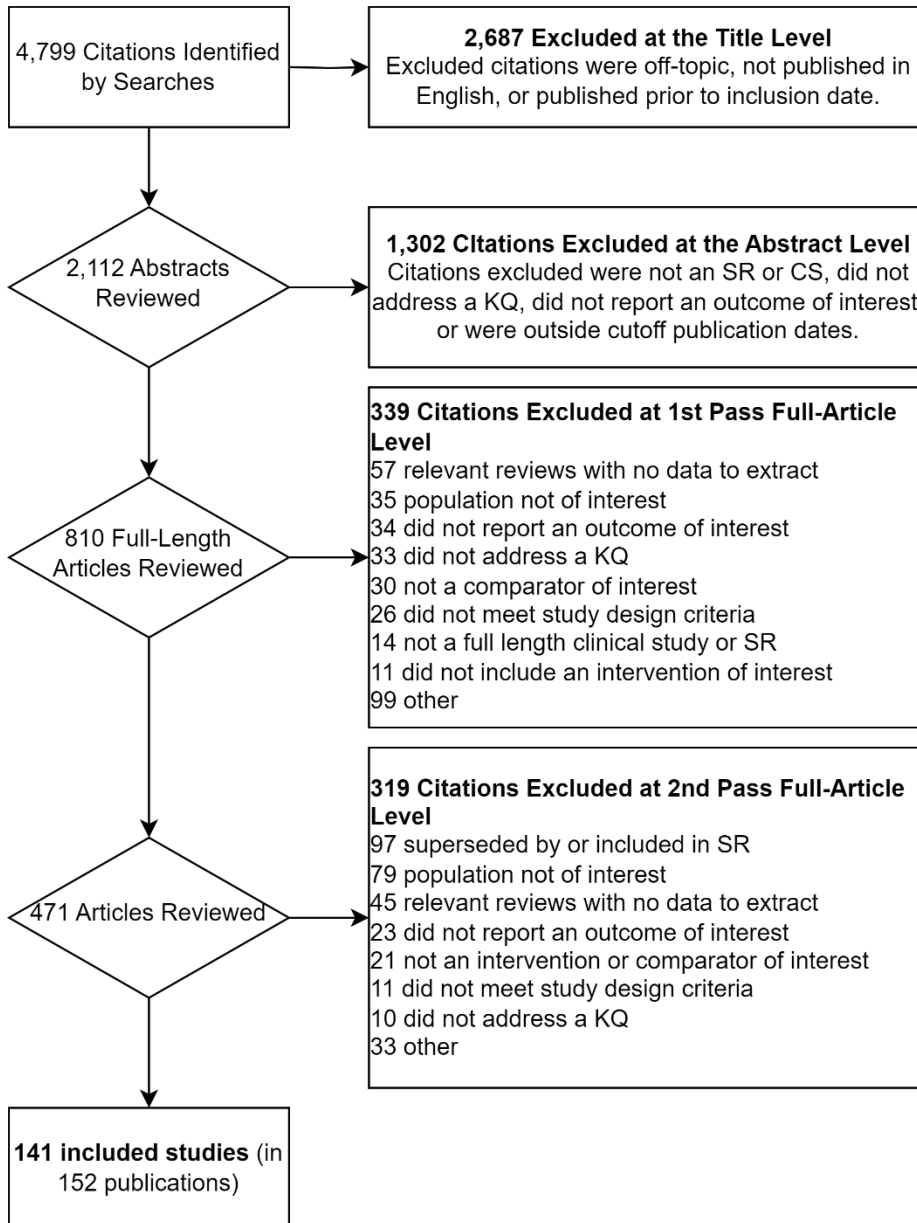 4,799 Citations Identified
by Searches
2,687 Excluded at the Title Level
Excluded citations were off-topic, not published in
English, or published prior to inclusion date.
2,112 Abstracts
Reviewed
1,302 CItations Excluded at the Abstract Level
Citations excluded were not an SR or CS, did not
address a KQ, did not report an outcome of interest
or were outside cutoff publication dates.
810 Full-Length
Articles Reviewed
339 Citations Excluded at 1st Pass Full-Article
Level
57 relevant reviews with no data to extract
35 population not of interest
34 did not report an outcome of interest
33 did not address a KQ
30 not a comparator of interest
26 did not meet study design criteria
14 not a full length clinical study or SR
11 did not include an intervention of interest
99 other
471 Articles Reviewed
319 Citations Excluded at 2nd Pass Full-Article
Level
97 superseded by or included in SR
79 population not of interest
45 relevant reviews with no data to extract
23 did not report an outcome of interest
21 not an intervention or comparator of interest
11 did not meet study design criteria
10 did not address a KQ
33 other
141 included studies (in
152 publications)